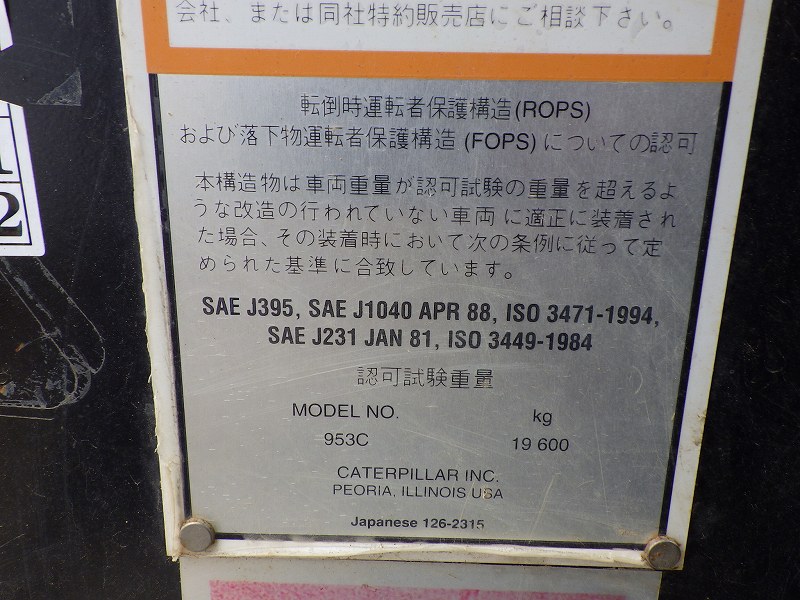 会社、または同社特約販売店にご相談下さい。
転倒時運転者保護構造(ROPS)
および落下物運転者保護構造 (FOPS) についての認可
本構造物は車両重量が認可試験の重量を超えるよ
うな改造の行われていない車両に適正に装着され
た場合、その装着時において次の条例に従って定
められた基準に合致しています。
SAE J395, SAE J1040 APR 88, ISO 3471-1994,
SAE J231 JAN 81, ISO 3449-1984
認可試験重量
MODEL NO. kg
953C 19 600
CATERPILLAR INC.
PEORIA, ILLINOIS USA
Japanese 126-2315
2